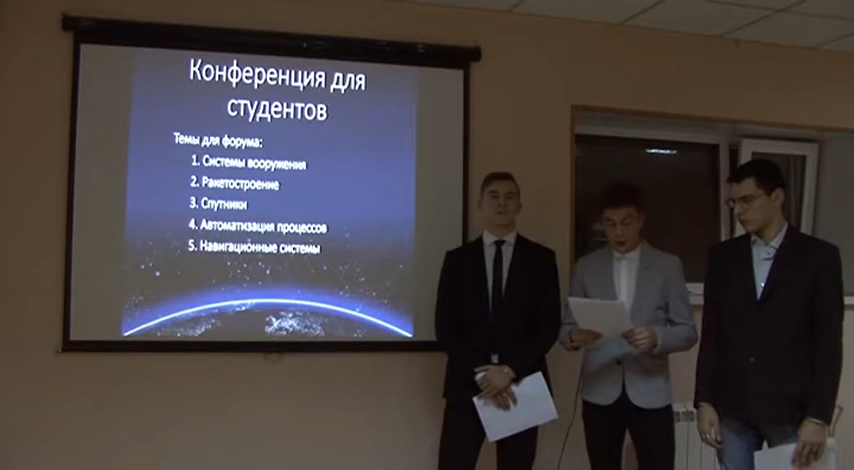 Конференция для
студентов
Темы для форума:
1. Системы вооружения
2. Ракетостроение
3. Спутники
4. Автоматизация процессов
5. Навигационные системы